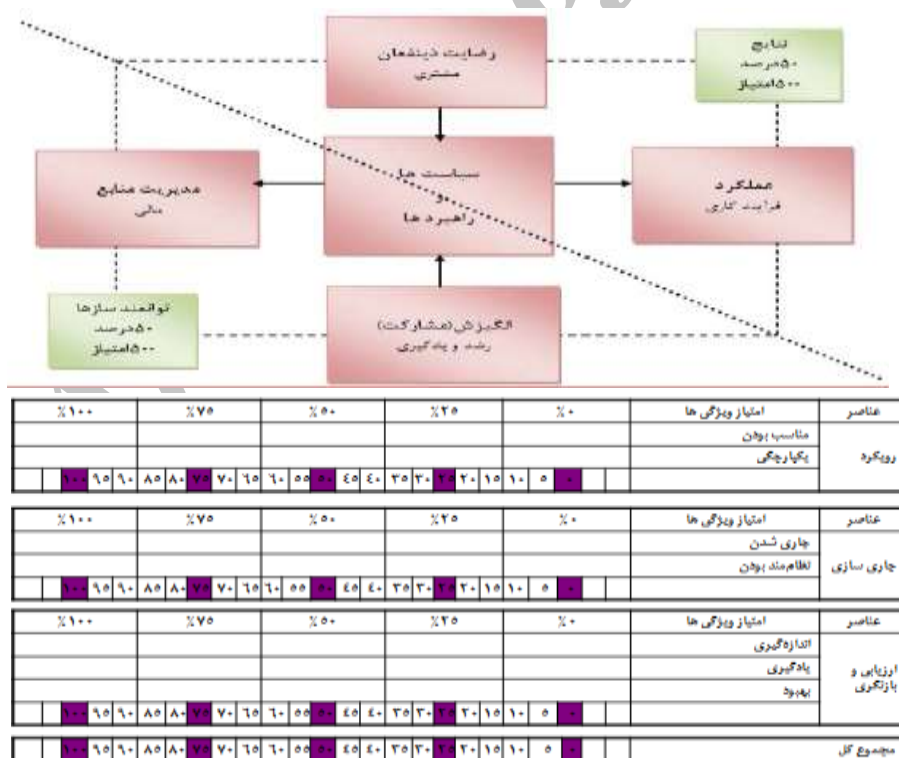 رضایت ذینفعان
مشتری
نتایج
۵۰درصد
۵۰۰امتیاز
مدیریت منابع
مالی
سیاست ها
و
راهبرد ها
عملکرد
فرایند کاری
توانمند سازها
۵۰درصد
۵۰۰امتیاز
انگیزش(مشارکت)
رشد و یادگیری
عناصر امتیاز ویژگی ها %۰ %۲۵ %۵۰ %۷۵ %۱۰۰
رویکرد
مناسب بودن
یکپارچگی
۰ ۵ ۱۰ ۱۵ ۲۰ ۲۵ ۳۰ ۳۵ ۴۰ ۴۵ ۵۰ ۵۵ ۶۰ ۶۵ ۷۰ ۷۵ ۸۰ ۸۵ ۹۰ ۹۵ ۱۰۰
عناصر امتیاز ویژگی ها %۰ %۲۵ %۵۰ %۷۵ %۱۰۰
جاری سازی
جاری شدن
نظام‌مند بودن
۰ ۵ ۱۰ ۱۵ ۲۰ ۲۵ ۳۰ ۳۵ ۴۰ ۴۵ ۵۰ ۵۵ ۶۰ ۶۵ ۷۰ ۷۵ ۸۰ ۸۵ ۹۰ ۹۵ ۱۰۰
عناصر امتیاز ویژگی ها %۰ %۲۵ %۵۰ %۷۵ %۱۰۰
ارزیابی و
بازنگری
اندازه‌گیری
یادگیری
بهبود
۰ ۵ ۱۰ ۱۵ ۲۰ ۲۵ ۳۰ ۳۵ ۴۰ ۴۵ ۵۰ ۵۵ ۶۰ ۶۵ ۷۰ ۷۵ ۸۰ ۸۵ ۹۰ ۹۵ ۱۰۰
مجموع کل ۰ ۵ ۱۰ ۱۵ ۲۰ ۲۵ ۳۰ ۳۵ ۴۰ ۴۵ ۵۰ ۵۵ ۶۰ ۶۵ ۷۰ ۷۵ ۸۰ ۸۵ ۹۰ ۹۵ ۱۰۰